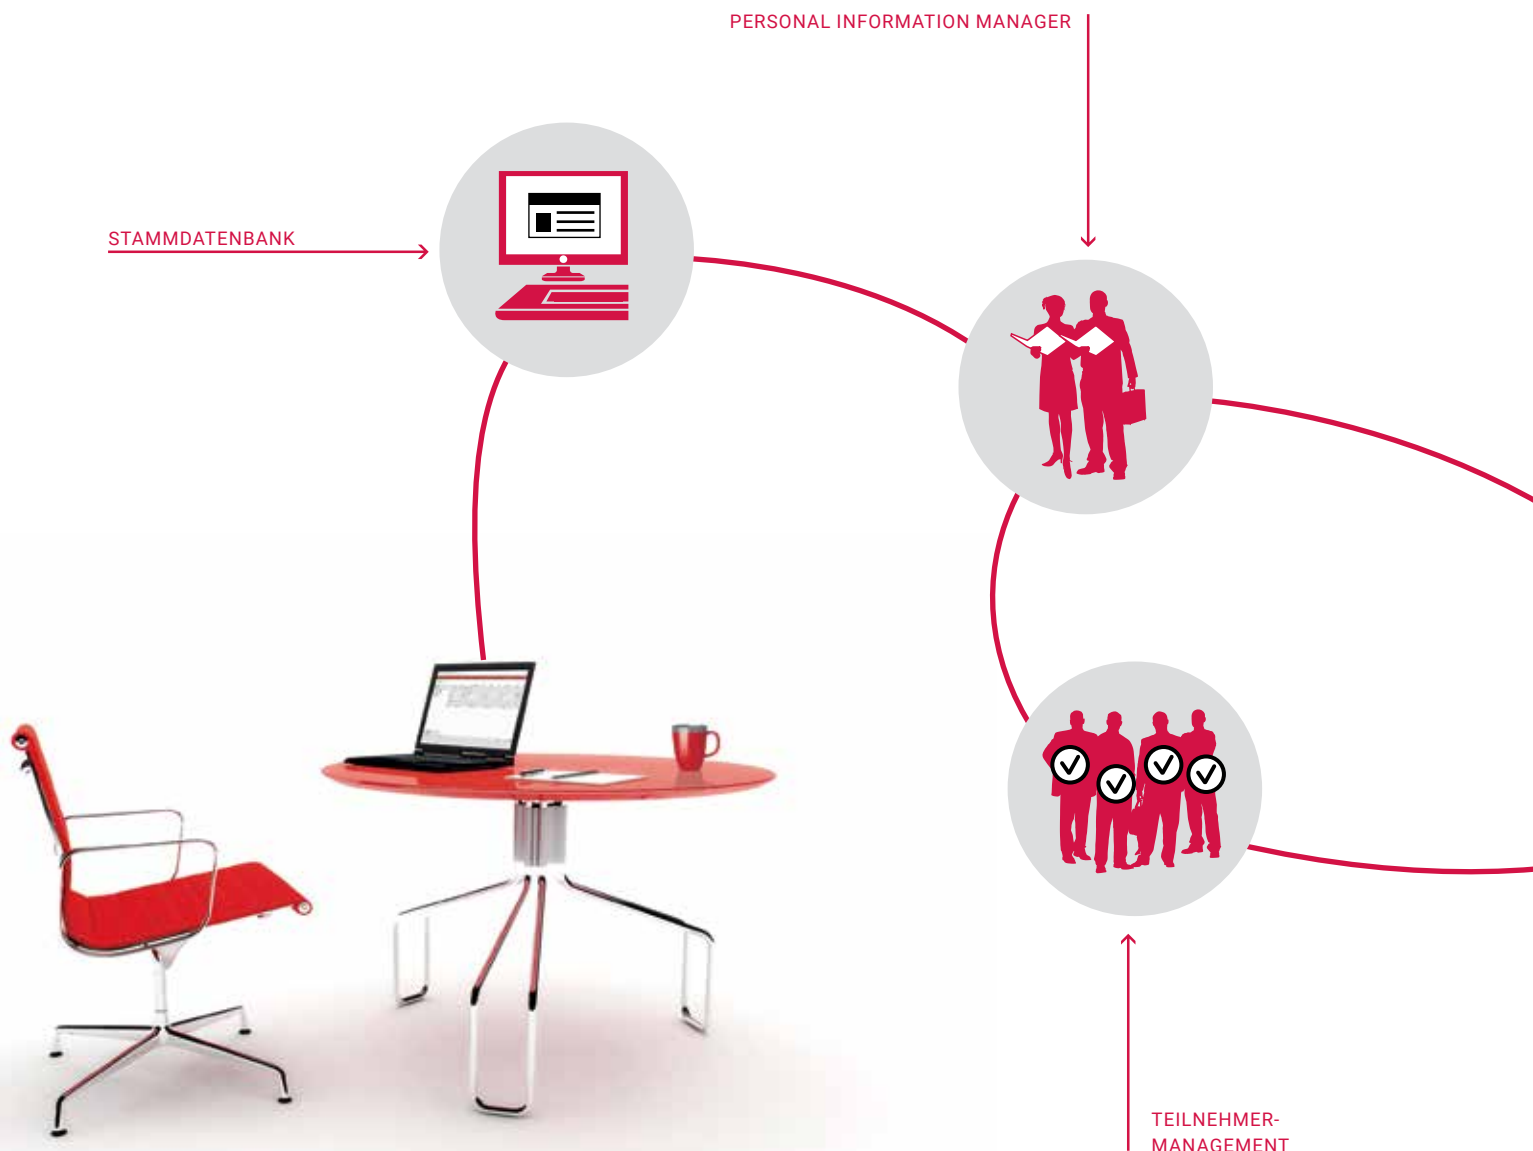 PERSONAL INFORMATION MANAGER
STAMMDATENBANK
TEILNEHMER-
MANAGEMENT